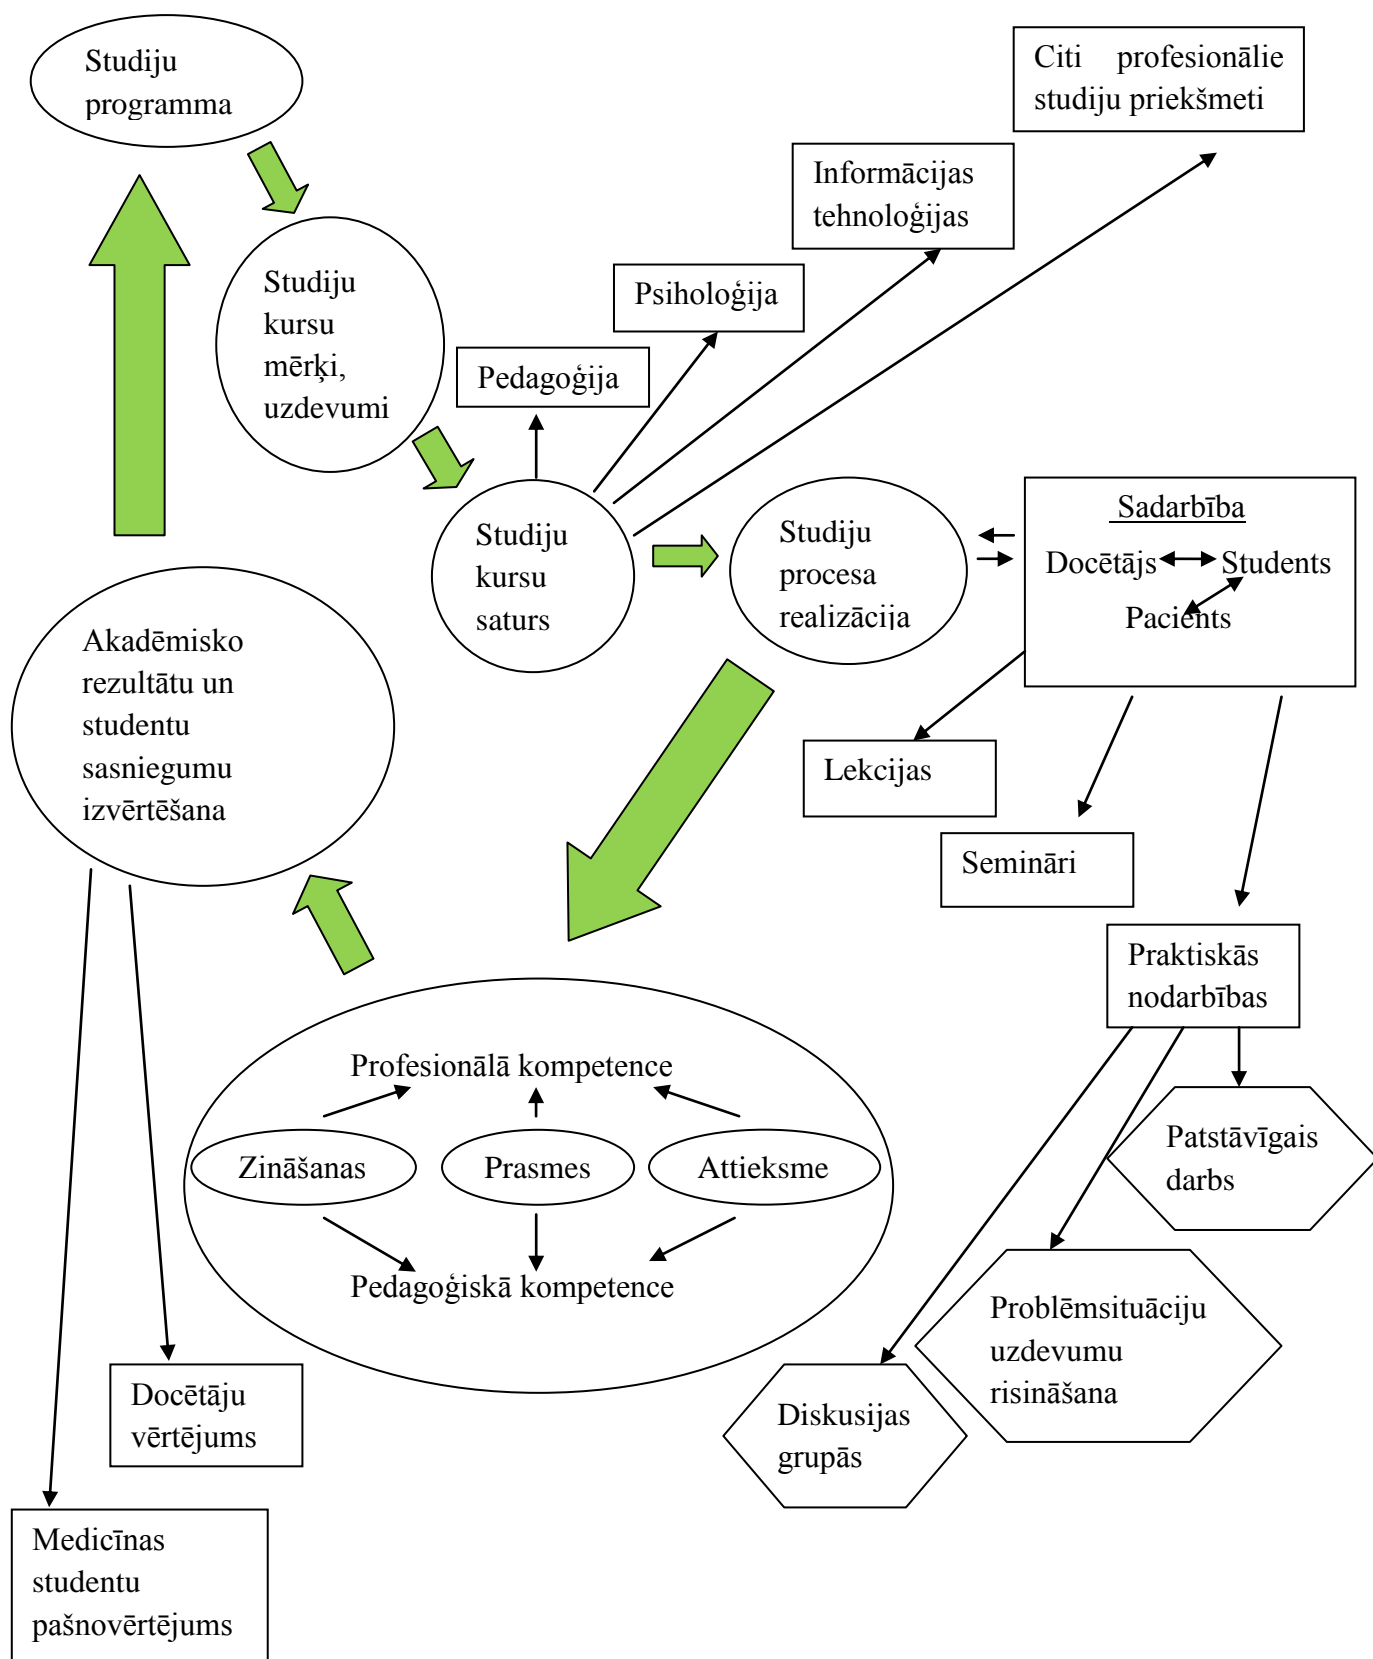 Studiju
programma
Citi profesionālie
studiju priekšmeti
Informācijas
tehnoloģijas
Psiholoģija
Studiju
kursu
mērķi,
uzdevumi
Pedagoģija
Studiju
kursu
saturs
Studiju
procesa
realizācija
Sadarbība
Docētājs Students
Pacients
Akadēmisko
rezultātu un
studentu
sasniegumu
izvērtēšana
Lekcijas
Semināri
Praktiskās
nodarbības
Profesionālā kompetence
Zināšanas Prasmes Attieksme
Pedagoģiskā kompetence
Patstāvīgais
darbs
Problēmsituāciju
uzdevumu
risināšana
Diskusijas
grupās
Docētāju
vērtējums
Medicīnas
studentu
pašnovērtējums